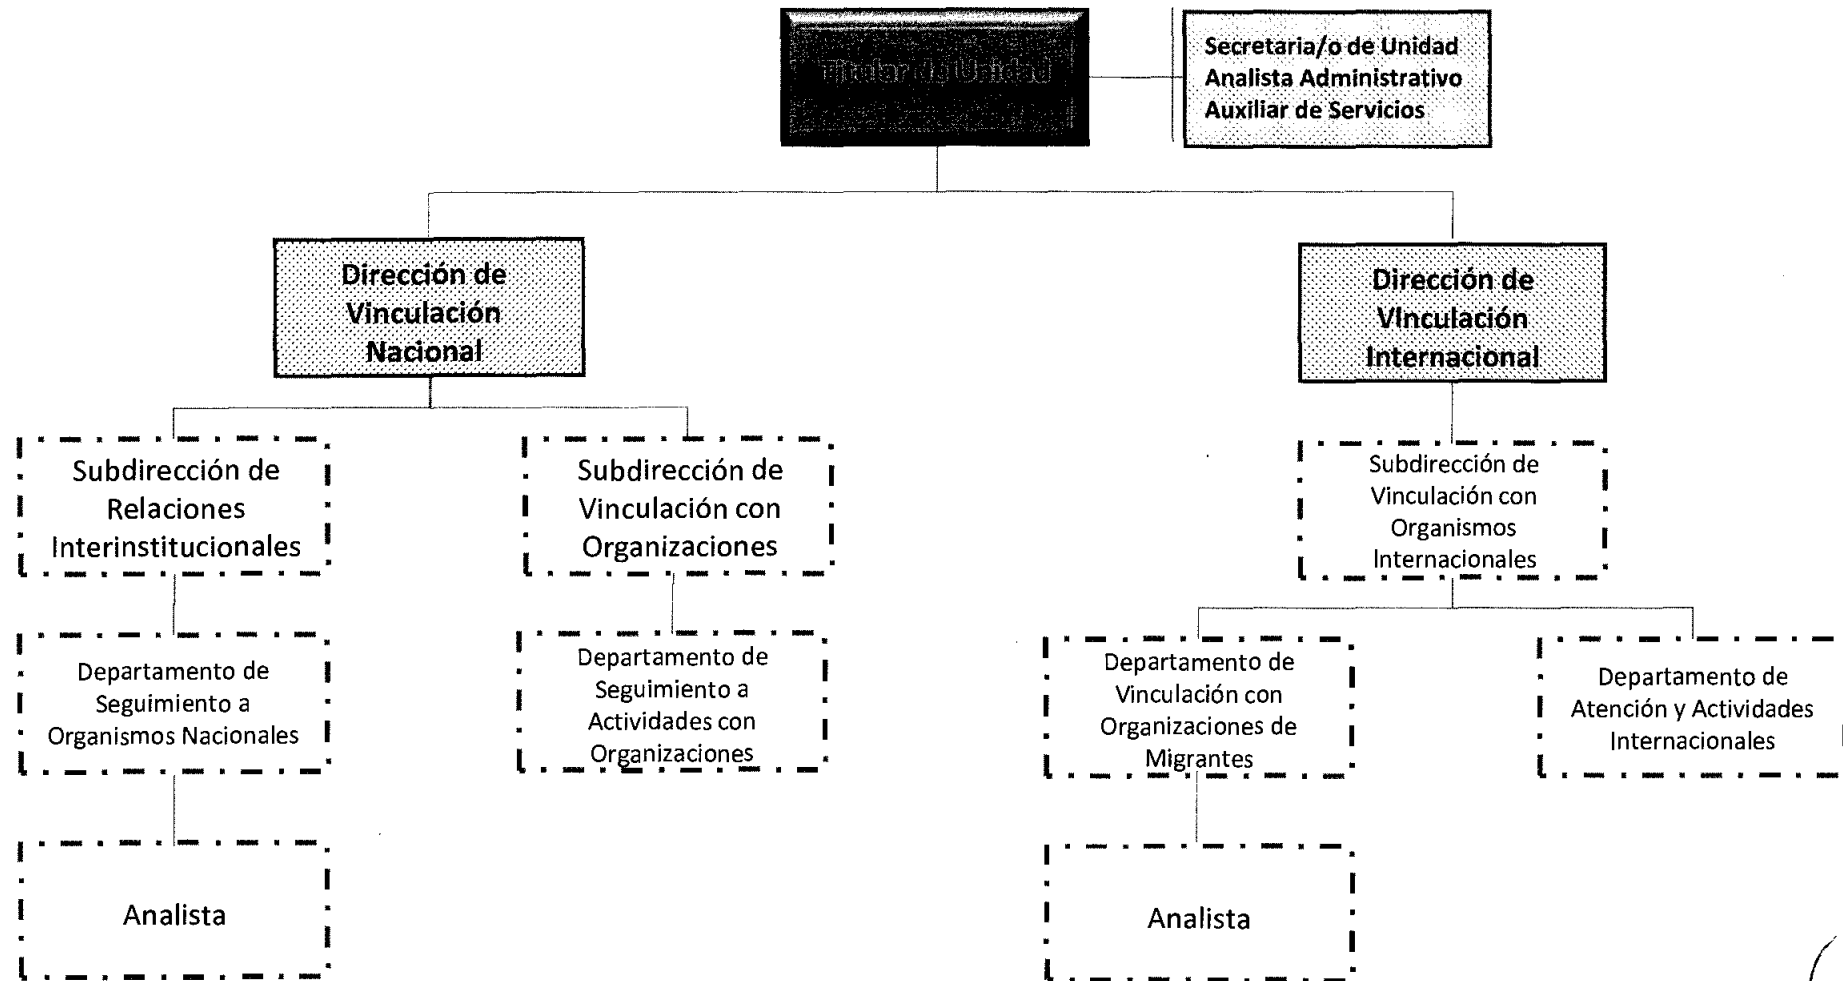 Titular de Unidad
Secretaria/o de Unidad
Analista Administrativo
Auxiliar de Servicios
Dirección de
Vinculación
Nacional
Dirección de
VInculación
Internacional
Subdirección de
Relaciones
Interinstitucionales
Subdirección de
Vinculación con
Organizaciones
Subdirección de
Vinculación con
Organismos
Internacionales
Departamento de
Seguimiento a
Organismos Nacionales
Departamento de
Seguimiento a
Actividades con
Organizaciones
Departamento de
Vinculación con
Organizaciones de
Migrantes
Departamento de
Atención y Actividades
Internacionales
Analista
Analista